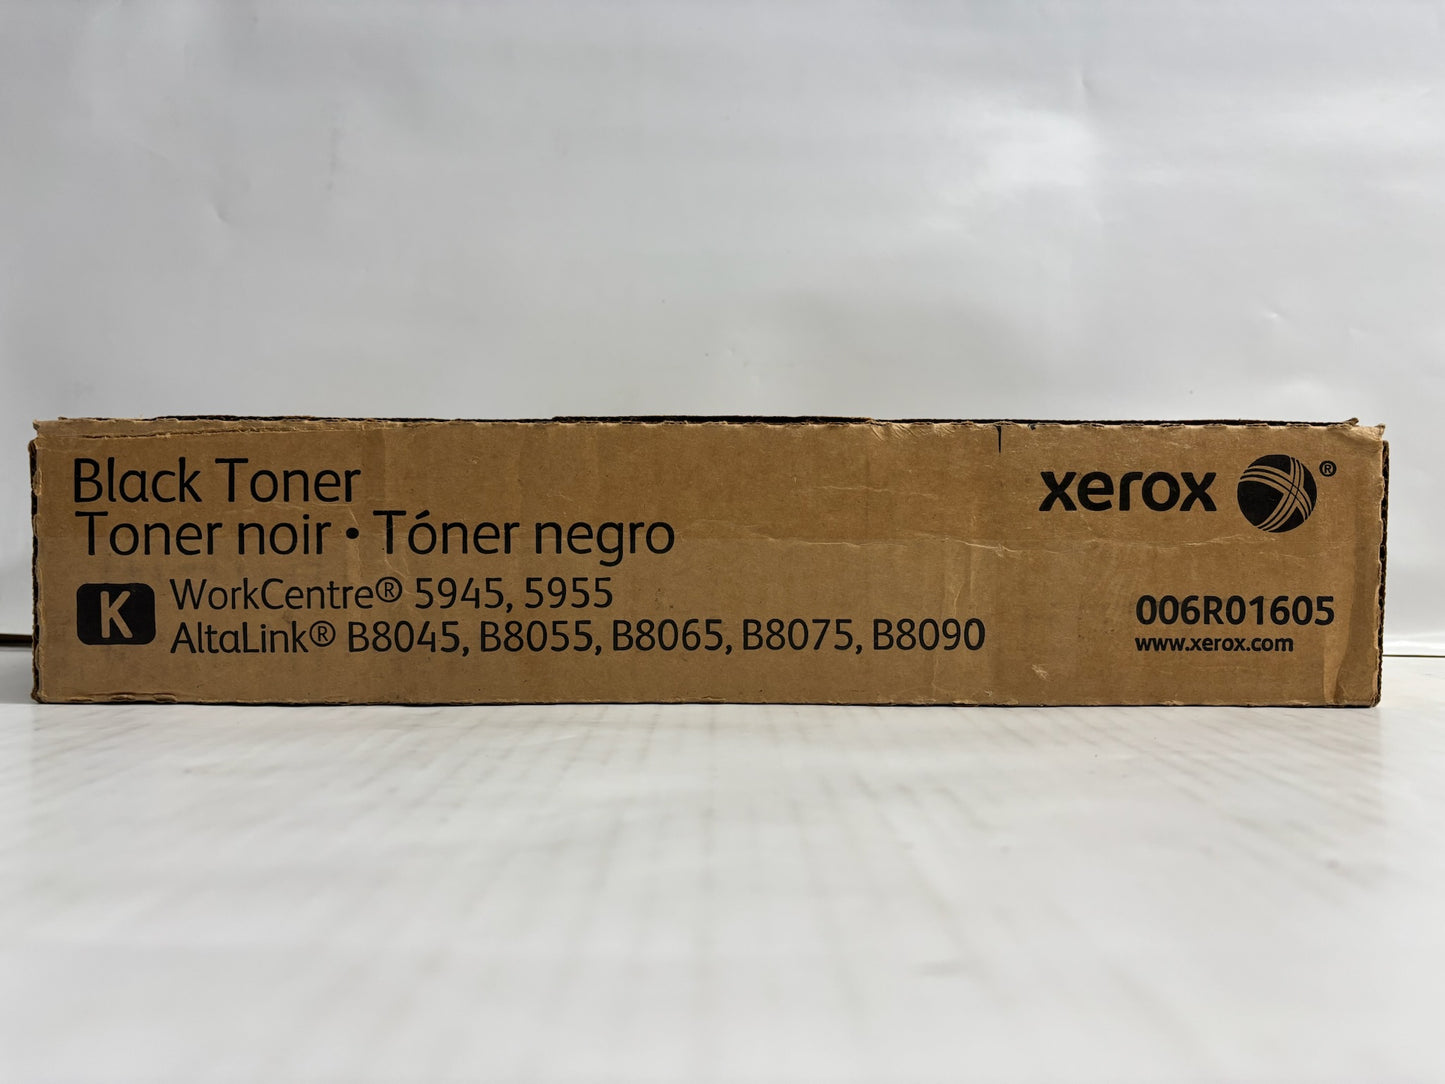 Black Toner
Toner noir • Tóner negro
K
WorkCentre® 5945, 5955
AltaLink® B8045, B8055, B8065, B8075, B8090
xerox ®
006R01605
www.xerox.com